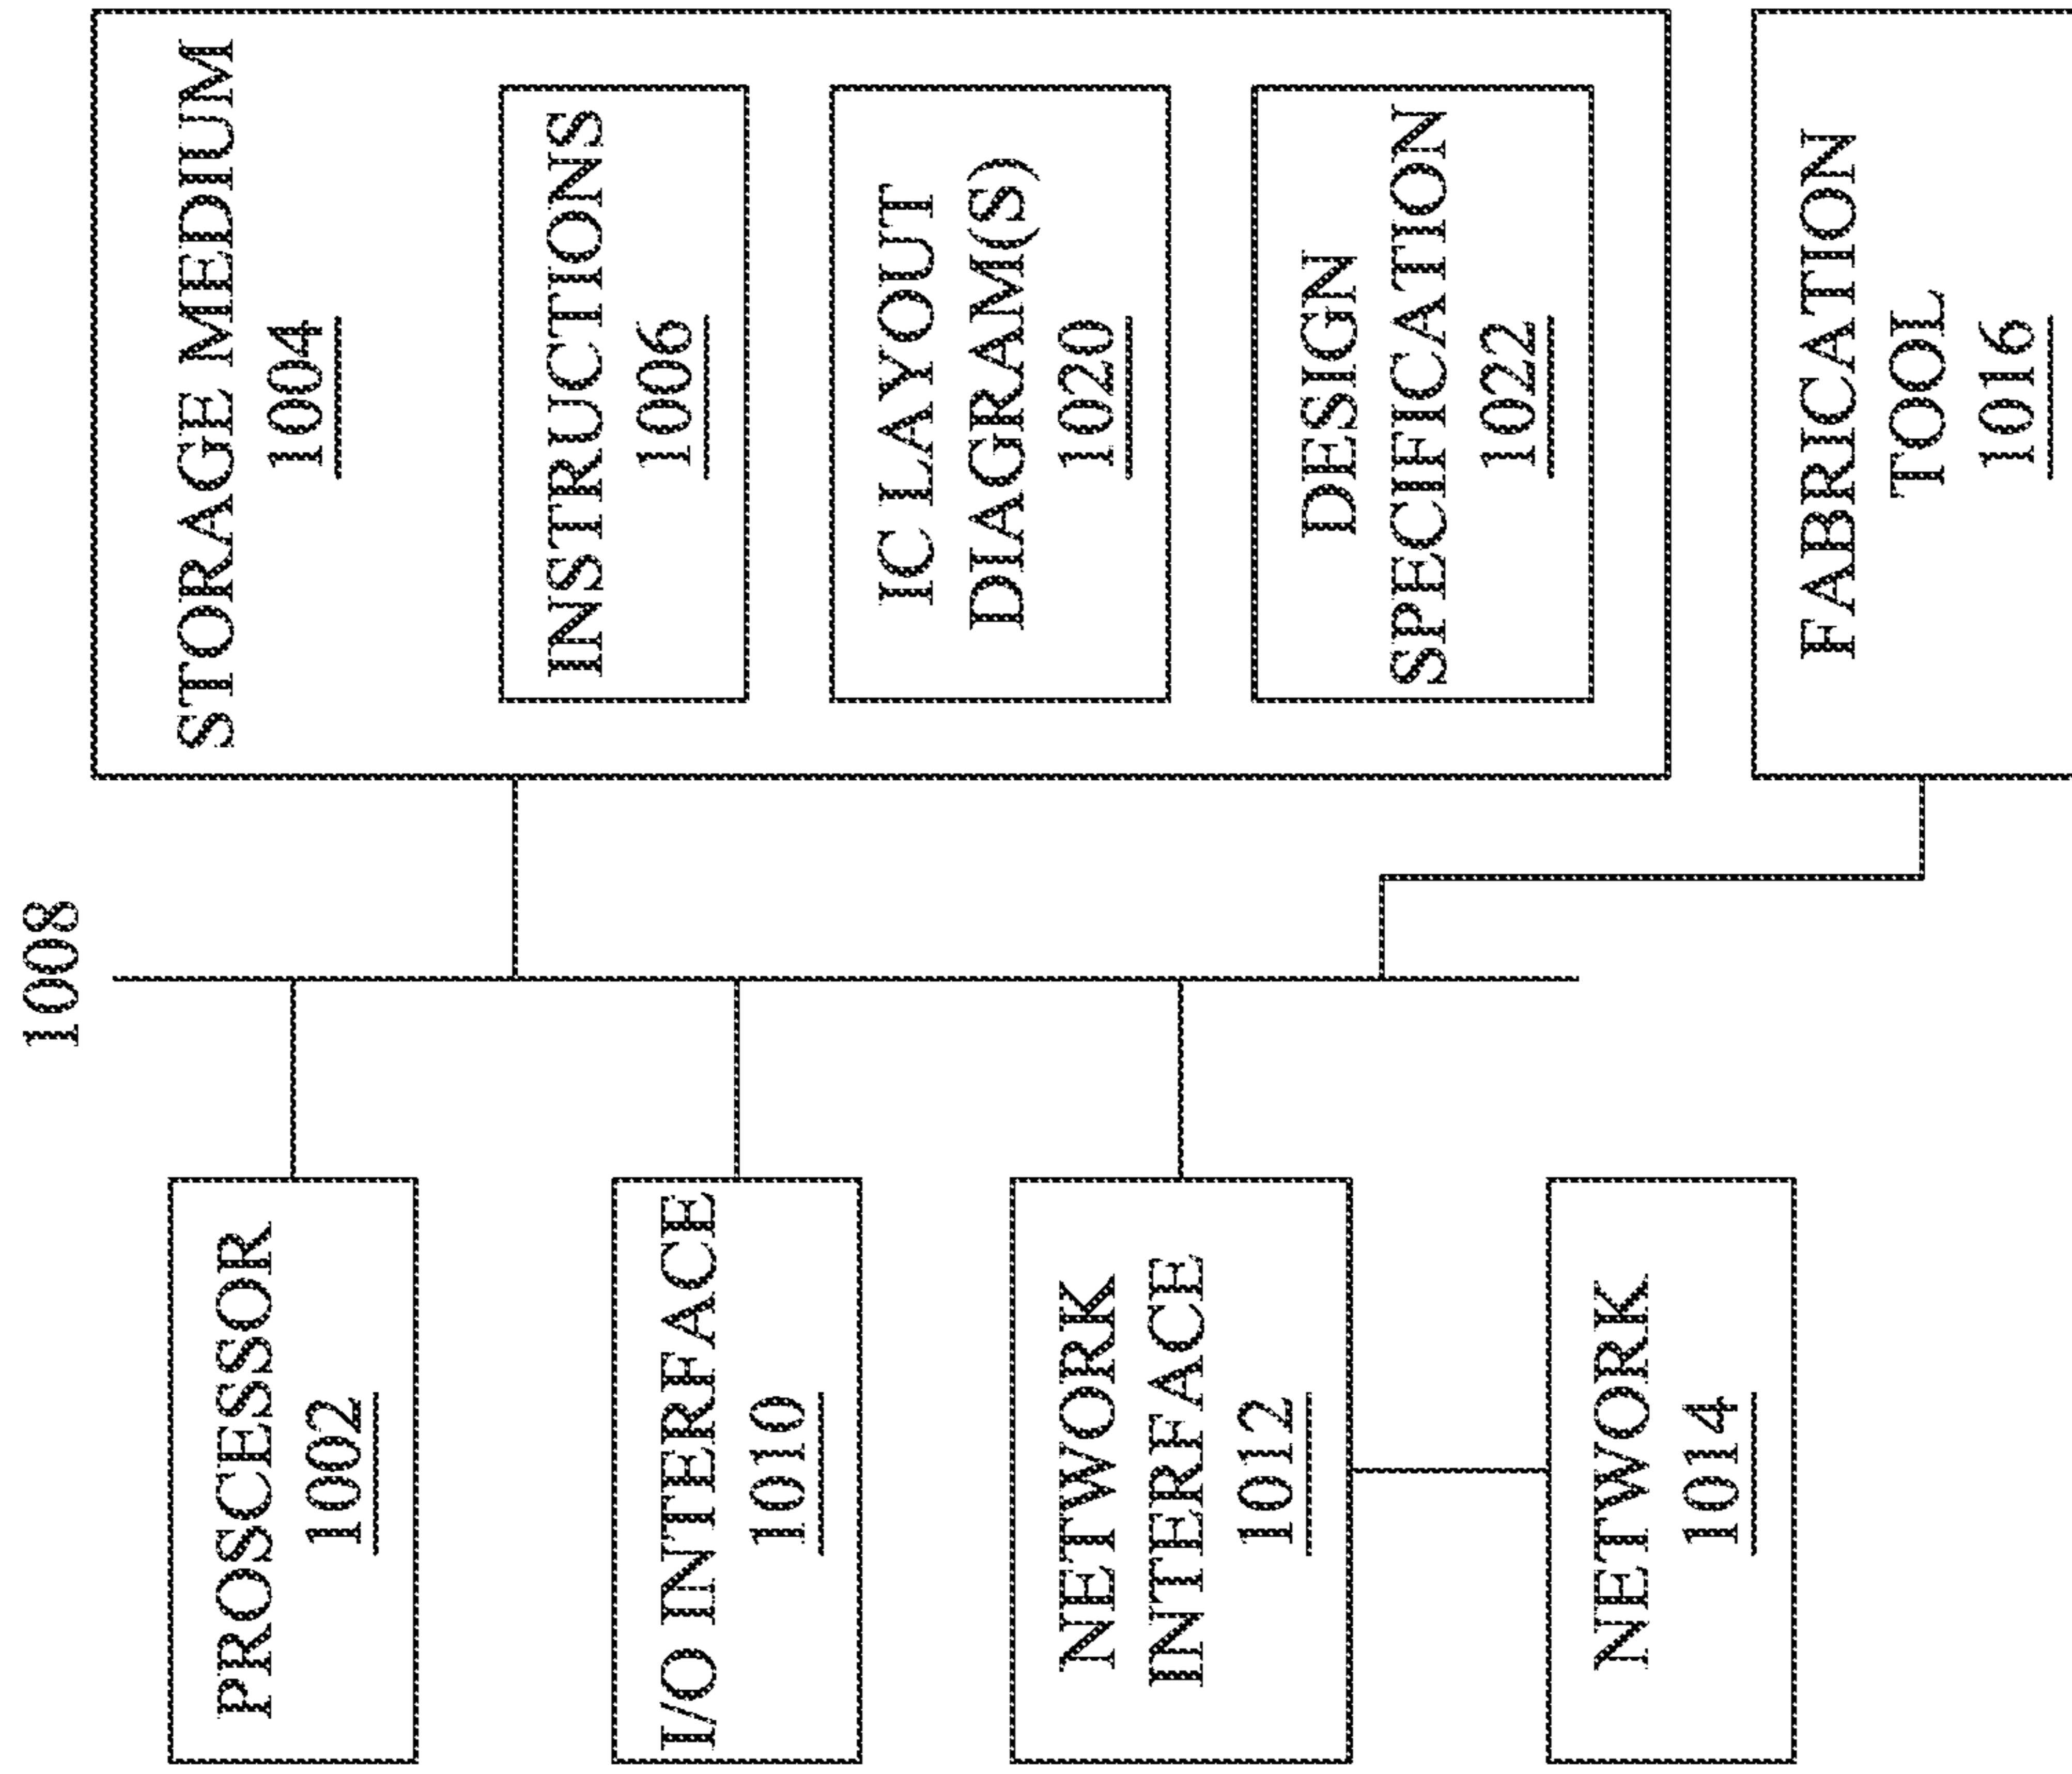 1008
PROSCESSOR
1002
I/O INTERFACE
1010
NETWORK
INTERFACE
1012
NETWORK
1014
STORAGE MEDIUM
1004
INSTRUCTIONS
1006
IC LAYOUT
DIAGRAM(S)
1020
DESIGN
SPECIFICATION
1022
FABRICATION
TOOL
1016